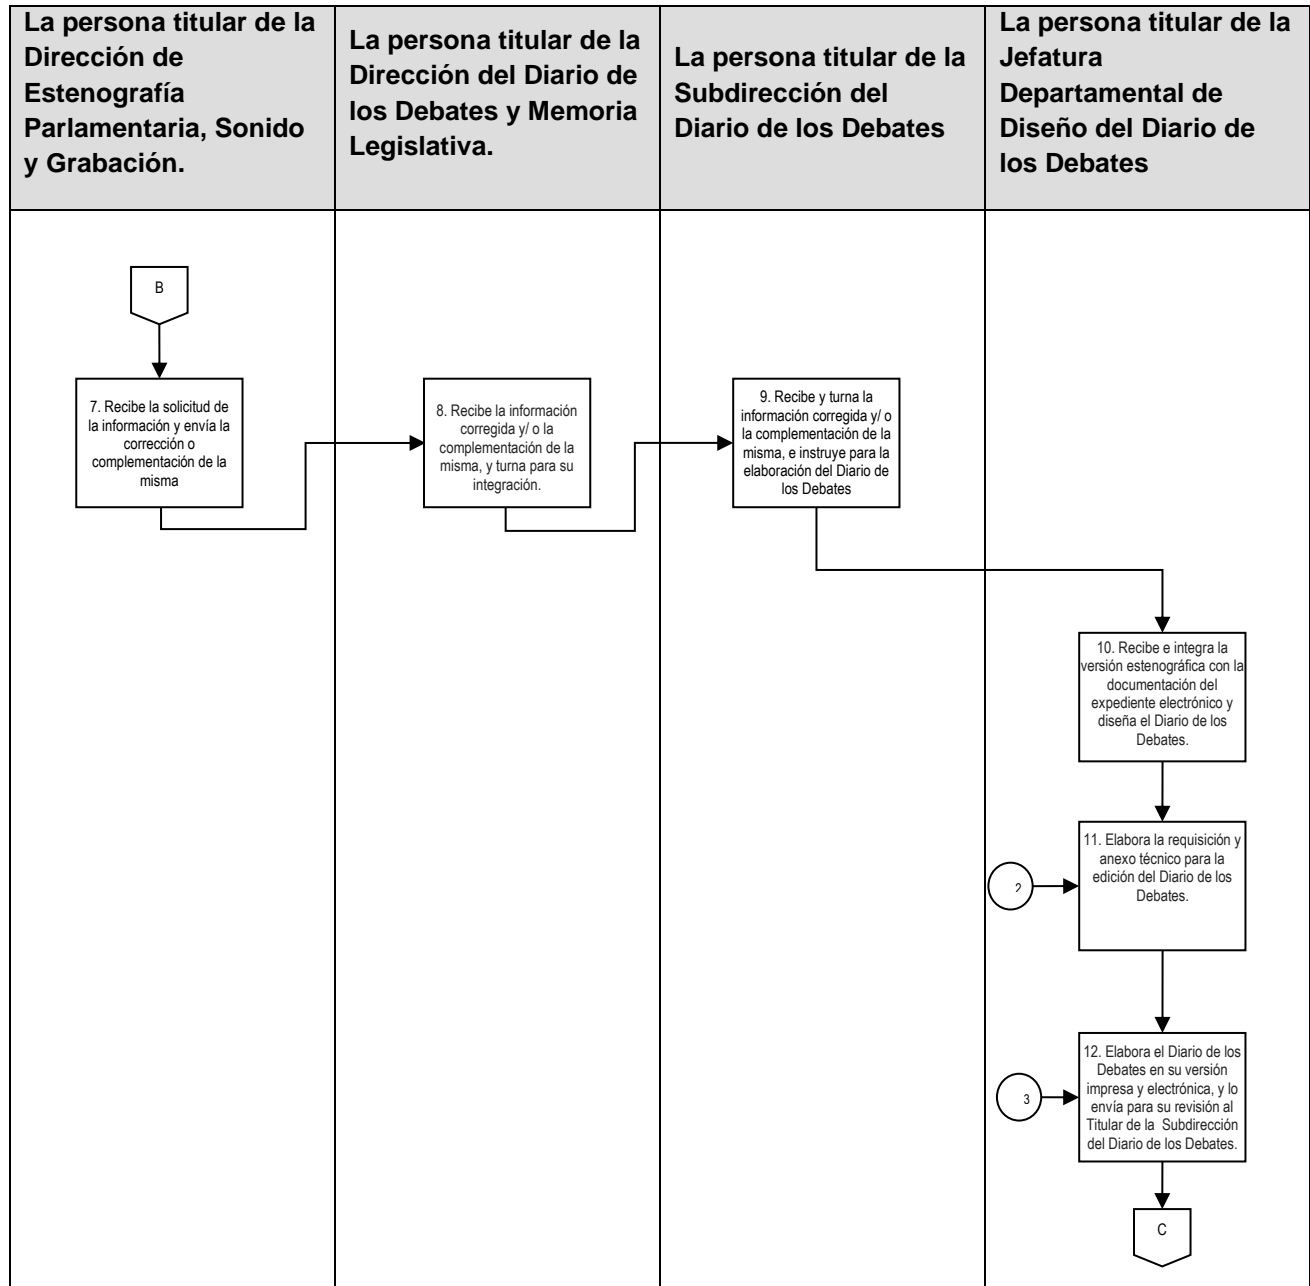 La persona titular de la
Dirección de
Estenografía
Parlamentaria, Sonido
y Grabación.
La persona titular de la
Dirección del Diario de
los Debates y Memoria
Legislativa.
La persona titular de la
Subdirección del
Diario de los Debates
La persona titular de la
Jefatura
Departamental de
Diseño del Diario de
los Debates
B
7. Recibe la solicitud de
la información y envía la
corrección o
complementación de la
misma
8. Recibe la información
corregida y/ o la
complementación de la
misma, y turna para su
integración.
9. Recibe y turna la
información corregida y/ o
la complementación de la
misma, e instruye para la
elaboración del Diario de
los Debates
10. Recibe e integra la
versión estenográfica con la
documentación del
expediente electrónico y
diseña el Diario de los
Debates.
11. Elabora la requisición y
anexo técnico para la
edición del Diario de los
Debates.
2
12. Elabora el Diario de los
Debates en su versión
impresa y electrónica, y lo
envía para su revisión al
Titular de la Subdirección
del Diario de los Debates.
3
C